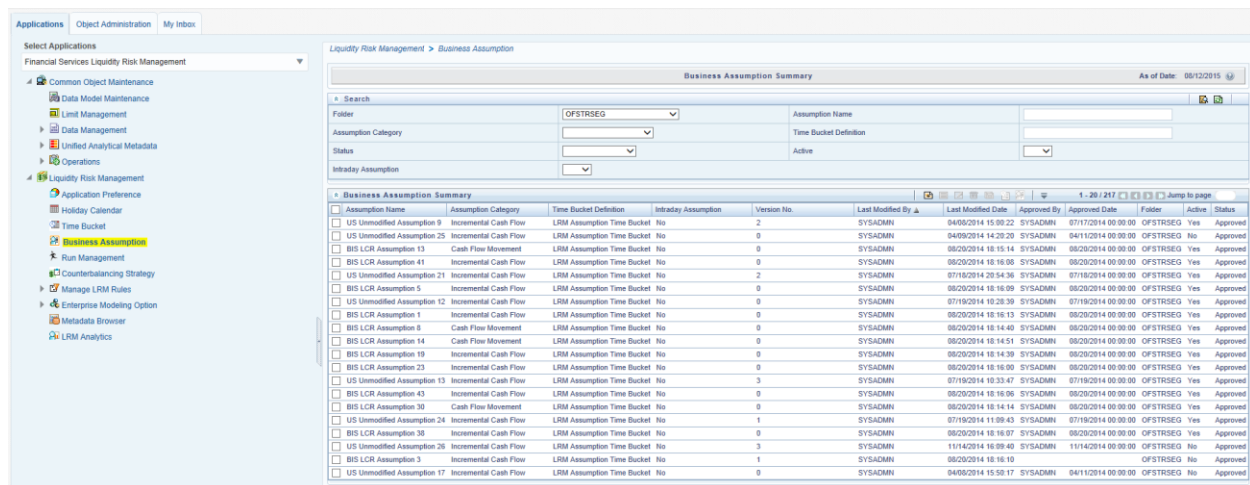 Applications Object Administration My Inbox
Select Applications
Financial Services Liquidity Risk Management
Common Object Maintenance
Data Model Maintenance
Limit Management
Data Management
Unified Analytical Metadata
Operations
Liquidity Risk Management
Application Preference
Holiday Calendar
Time Bucket
Business Assumption
Run Management
Counterbalancing Strategy
Manage LRM Rules
Enterprise Modeling Option
Metadata Browser
LRM Analytics
Liquidity Risk Management > Business Assumption
Business Assumption Summary As of Date: 08/12/2015
Search
Folder OFSTRSEG Assumption Name
Assumption Category Time Bucket Definition
Status Active
Intraday Assumption
Business Assumption Summary 1 - 20 / 217 Jump to page
Assumption Name Assumption Category Time Bucket Definition Intraday Assumption Version No. Last Modified By Last Modified Date Approved By Approved Date Folder Active Status
US Unmodified Assumption 9 Incremental Cash Flow LRM Assumption Time Bucket No 2 SYSADMN 04/08/2014 15:00:22 SYSADMN 07/17/2014 00:00:00 OFSTRSEG Yes Approved
US Unmodified Assumption 25 Incremental Cash Flow LRM Assumption Time Bucket No 0 SYSADMN 04/09/2014 14:20:20 SYSADMN 04/11/2014 00:00:00 OFSTRSEG No Approved
BIS LCR Assumption 13 Cash Flow Movement LRM Assumption Time Bucket No 0 SYSADMN 08/20/2014 18:15:14 SYSADMN 08/20/2014 00:00:00 OFSTRSEG Yes Approved
BIS LCR Assumption 41 Incremental Cash Flow LRM Assumption Time Bucket No 0 SYSADMN 08/20/2014 18:16:08 SYSADMN 08/20/2014 00:00:00 OFSTRSEG Yes Approved
US Unmodified Assumption 21 Incremental Cash Flow LRM Assumption Time Bucket No 2 SYSADMN 07/18/2014 20:54:36 SYSADMN 07/18/2014 00:00:00 OFSTRSEG Yes Approved
BIS LCR Assumption 5 Incremental Cash Flow LRM Assumption Time Bucket No 0 SYSADMN 08/20/2014 18:16:09 SYSADMN 08/20/2014 00:00:00 OFSTRSEG Yes Approved
US Unmodified Assumption 12 Incremental Cash Flow LRM Assumption Time Bucket No 0 SYSADMN 07/19/2014 10:28:39 SYSADMN 07/19/2014 00:00:00 OFSTRSEG Yes Approved
BIS LCR Assumption 1 Incremental Cash Flow LRM Assumption Time Bucket No 0 SYSADMN 08/20/2014 18:16:13 SYSADMN 08/20/2014 00:00:00 OFSTRSEG Yes Approved
BIS LCR Assumption 8 Cash Flow Movement LRM Assumption Time Bucket No 0 SYSADMN 08/20/2014 18:14:40 SYSADMN 08/20/2014 00:00:00 OFSTRSEG Yes Approved
BIS LCR Assumption 14 Cash Flow Movement LRM Assumption Time Bucket No 0 SYSADMN 08/20/2014 18:14:51 SYSADMN 08/20/2014 00:00:00 OFSTRSEG Yes Approved
BIS LCR Assumption 19 Incremental Cash Flow LRM Assumption Time Bucket No 0 SYSADMN 08/20/2014 18:14:39 SYSADMN 08/20/2014 00:00:00 OFSTRSEG Yes Approved
BIS LCR Assumption 23 Incremental Cash Flow LRM Assumption Time Bucket No 0 SYSADMN 08/20/2014 18:16:00 SYSADMN 08/20/2014 00:00:00 OFSTRSEG Yes Approved
US Unmodified Assumption 13 Incremental Cash Flow LRM Assumption Time Bucket No 3 SYSADMN 07/19/2014 10:33:47 SYSADMN 07/19/2014 00:00:00 OFSTRSEG Yes Approved
BIS LCR Assumption 43 Incremental Cash Flow LRM Assumption Time Bucket No 0 SYSADMN 08/20/2014 18:16:06 SYSADMN 08/20/2014 00:00:00 OFSTRSEG Yes Approved
BIS LCR Assumption 30 Cash Flow Movement LRM Assumption Time Bucket No 0 SYSADMN 08/20/2014 18:14:14 SYSADMN 08/20/2014 00:00:00 OFSTRSEG Yes Approved
US Unmodified Assumption 24 Incremental Cash Flow LRM Assumption Time Bucket No 1 SYSADMN 07/19/2014 11:09:43 SYSADMN 07/19/2014 00:00:00 OFSTRSEG Yes Approved
BIS LCR Assumption 38 Incremental Cash Flow LRM Assumption Time Bucket No 0 SYSADMN 08/20/2014 18:16:07 SYSADMN 08/20/2014 00:00:00 OFSTRSEG Yes Approved
US Unmodified Assumption 26 Incremental Cash Flow LRM Assumption Time Bucket No 3 SYSADMN 11/14/2014 16:09:40 SYSADMN 11/14/2014 00:00:00 OFSTRSEG No Approved
BIS LCR Assumption 3 Incremental Cash Flow LRM Assumption Time Bucket No 1 SYSADMN 08/20/2014 18:16:10 OFSTRSEG No Approved
US Unmodified Assumption 17 Incremental Cash Flow LRM Assumption Time Bucket No 0 SYSADMN 04/08/2014 15:50:17 SYSADMN 04/11/2014 00:00:00 OFSTRSEG No Approved